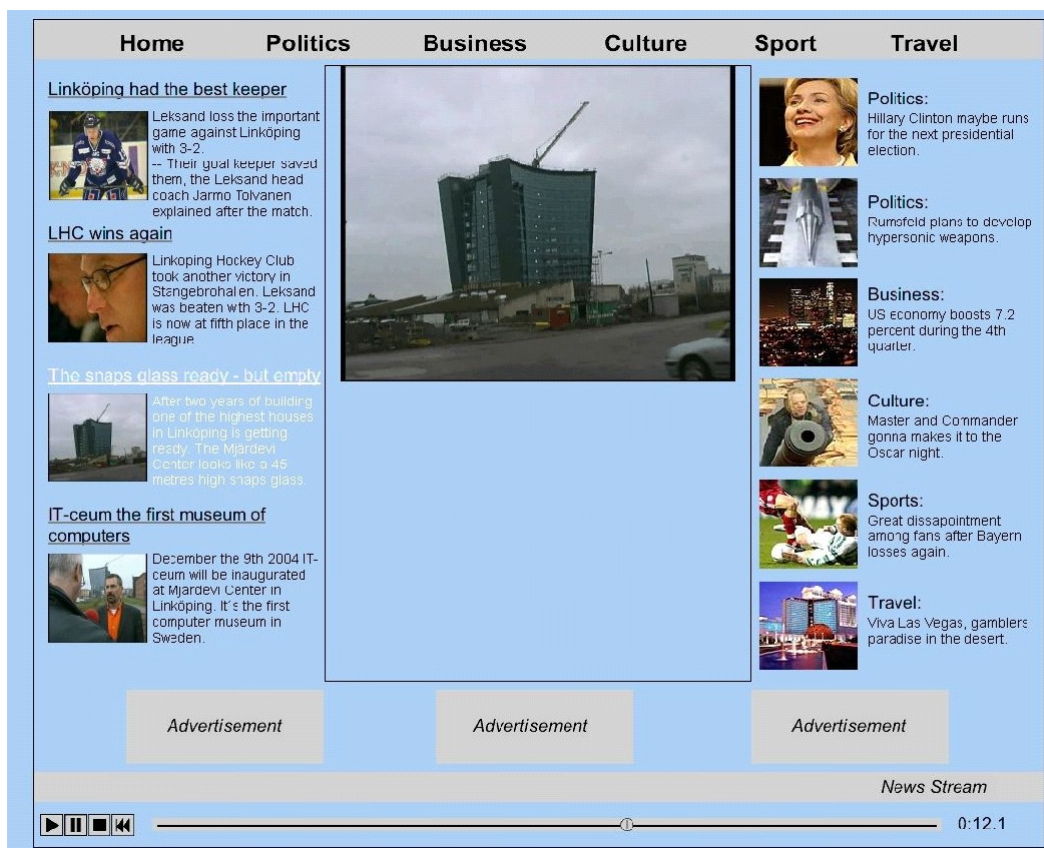 Home Politics Business Culture Sport Travel
Linköping had the best keeper
Leksand loss the important
game against Linköping
with 3-2.
-- Their goal keeper saved
them, the Leksand head
coach Jarmo Tolvanen
explained after the match.
LHC wins again
Linkoping Hockey Club
took another victory in
Stangebrohallen. Leksand
was beaten with 3-2. LHC
is now at fifth place in the
league
The snaps glass ready - but empty
After two years of building
one of the highest houses
in Linköping is getting
ready. The Mjärdevi
Center looks like a 45
metres high snaps glass.
IT-ceum the first museum of
computers
December the 9th 2004 IT-
ceum will be inaugurated
at Mjardevi Center in
Linköping. It´s the first
computer museum in
Sweden.
Politics:
Hillary Clinton maybe runs
for the next presidential
election.
Politics:
Rumsfeld plans to develop
hypersonic weapons.
Business:
US economy boosts 7.2
percent during the 4th
quarter.
Culture:
Master and Commander
gonna makes it to the
Oscar night.
Sports:
Great dissapointment
among fans after Bayern
losses again.
Travel:
Viva Las Vegas, gamblers
paradise in the desert.
Advertisement Advertisement Advertisement
News Stream
0:12.1